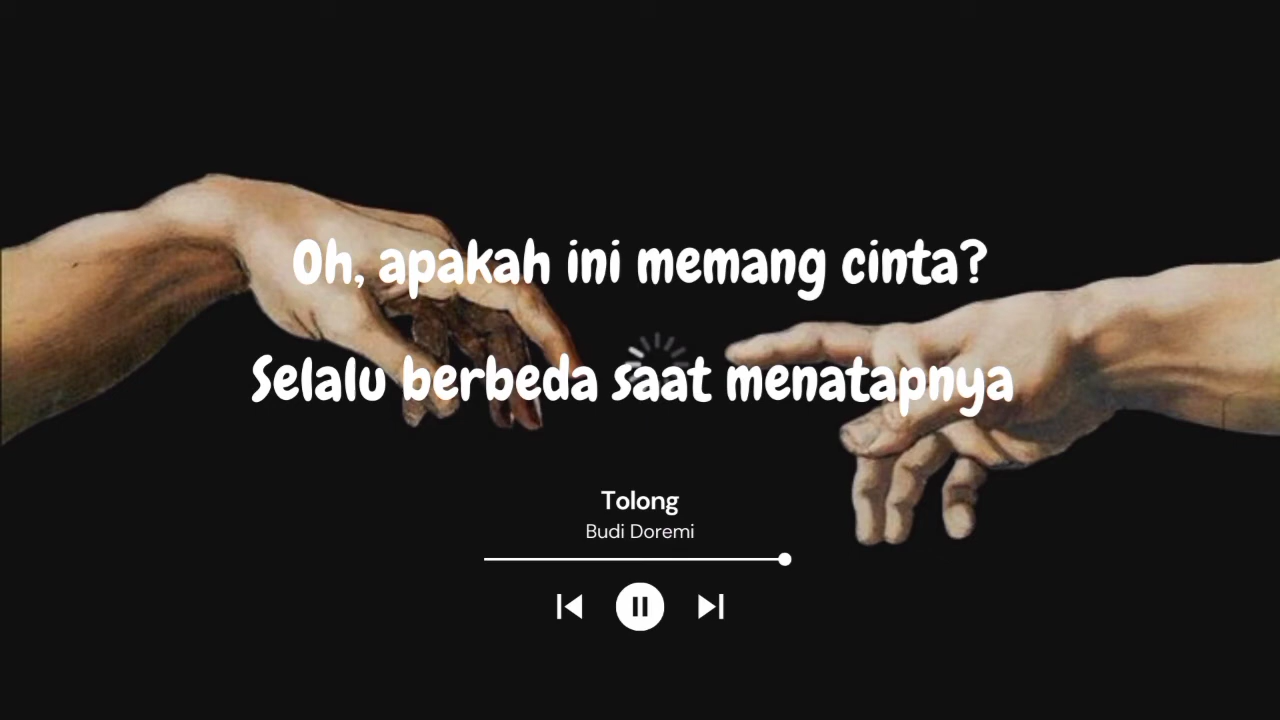 Oh, apakah ini memang cinta?
Selalu berbeda saat menatapnya
Tolong
Budi Doremi